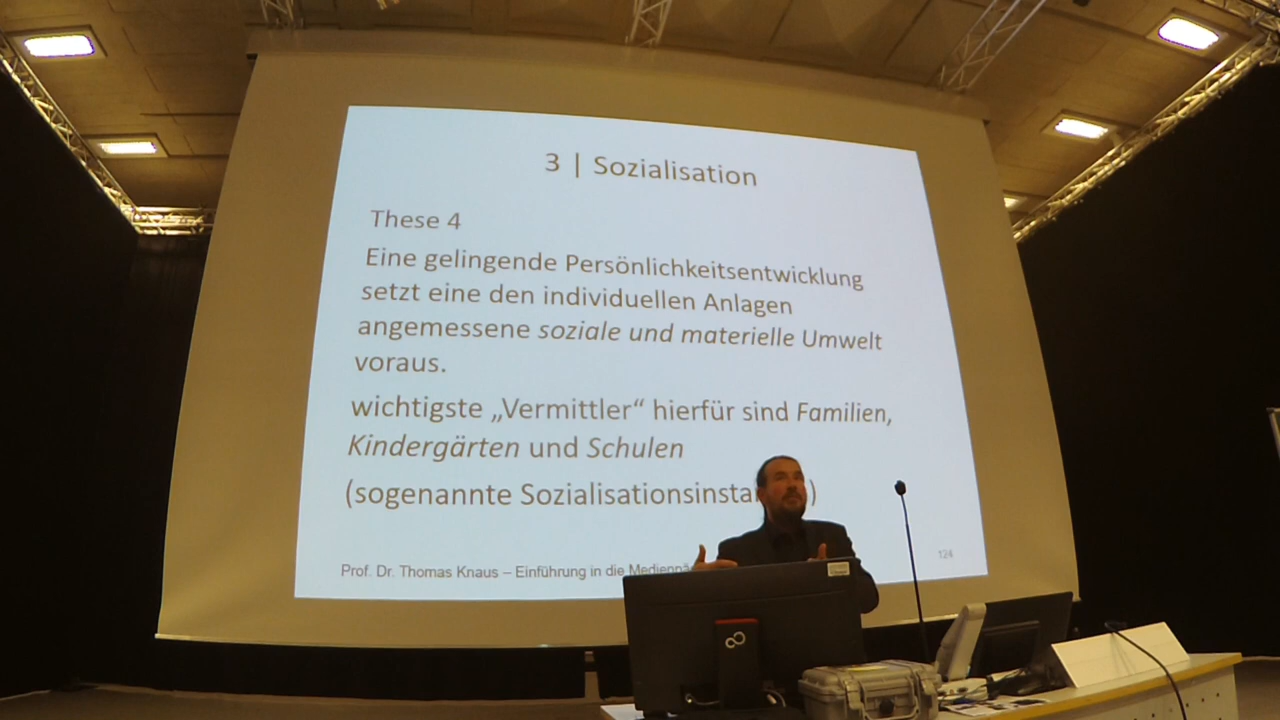 3 | Sozialisation
These 4
Eine gelingende Persönlichkeitsentwicklung
setzt eine den individuellen Anlagen
angemessene soziale und materielle Umwelt
voraus.
wichtigste „Vermittler“ hierfür sind Familien,
Kindergärten und Schulen
(sogenannte
Prof. Dr. Thomas Knaus – Einführung in die
124